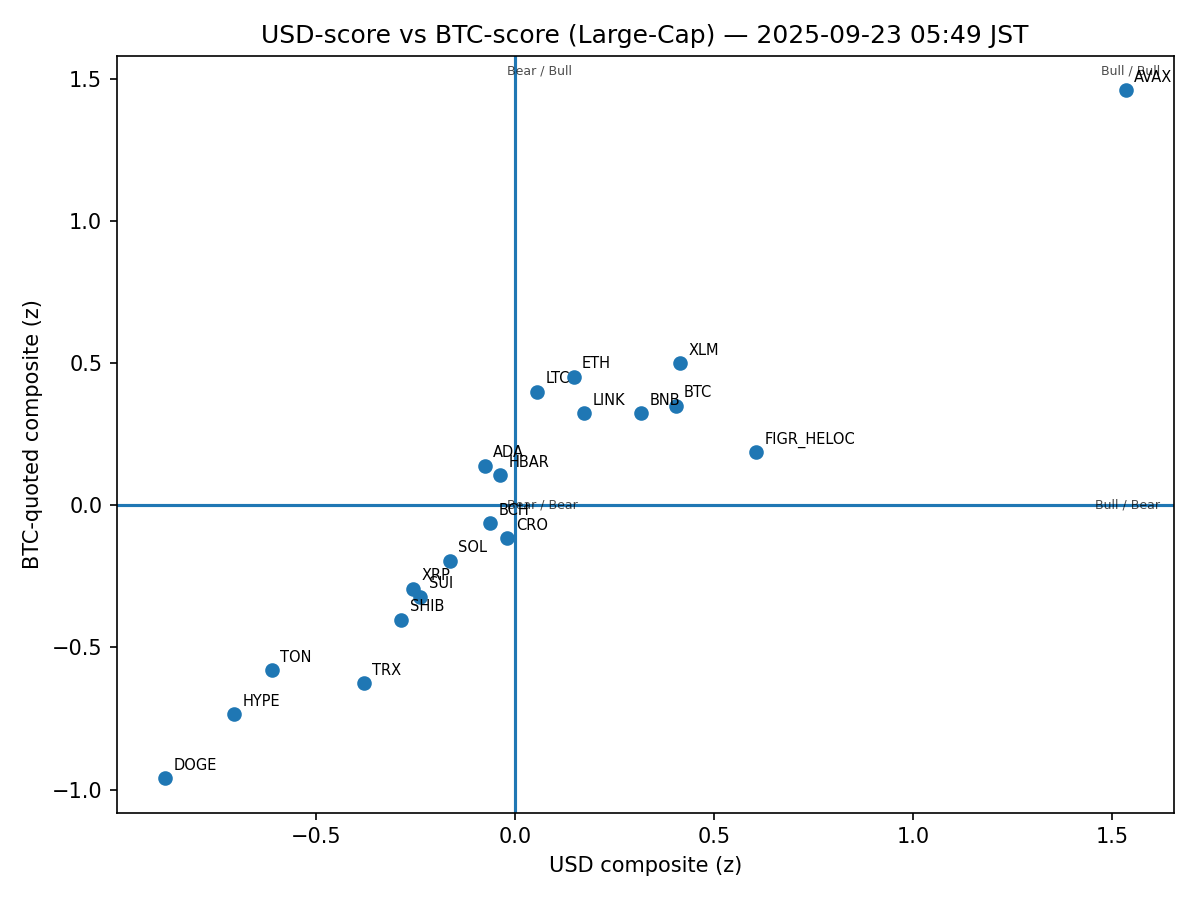 USD-score vs BTC-score (Large-Cap) — 2025-09-23 05:49 JST
Bear / Bull
Bull / Bull
AVAX
1.5
1.0
0.5
0.0
−0.5
−1.0
BTC-quoted composite (z)
XLM
ETH
LTC
LINK
BNB
BTC
FIGR_HELOC
ADA
HBAR
Bear / Bear
Bull / Bear
BCH
CRO
SOL
XRP
SUI
SHIB
TON
TRX
HYPE
DOGE
−0.5
0.0
0.5
1.0
1.5
USD composite (z)